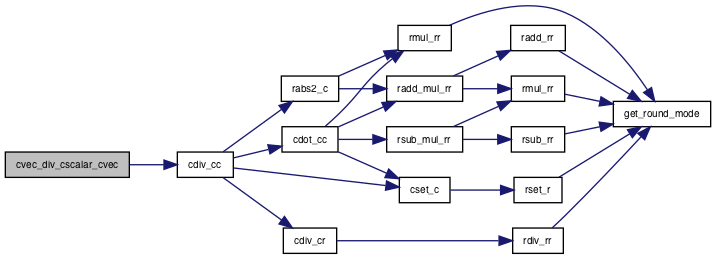 cvec_div_cscalar_cvec
cdiv_cc
rabs2_c
cdot_cc
cdiv_cr
rmul_rr
radd_mul_rr
rsub_mul_rr
cset_c
radd_rr
rmul_rr
rsub_rr
rset_r
rdiv_rr
get_round_mode